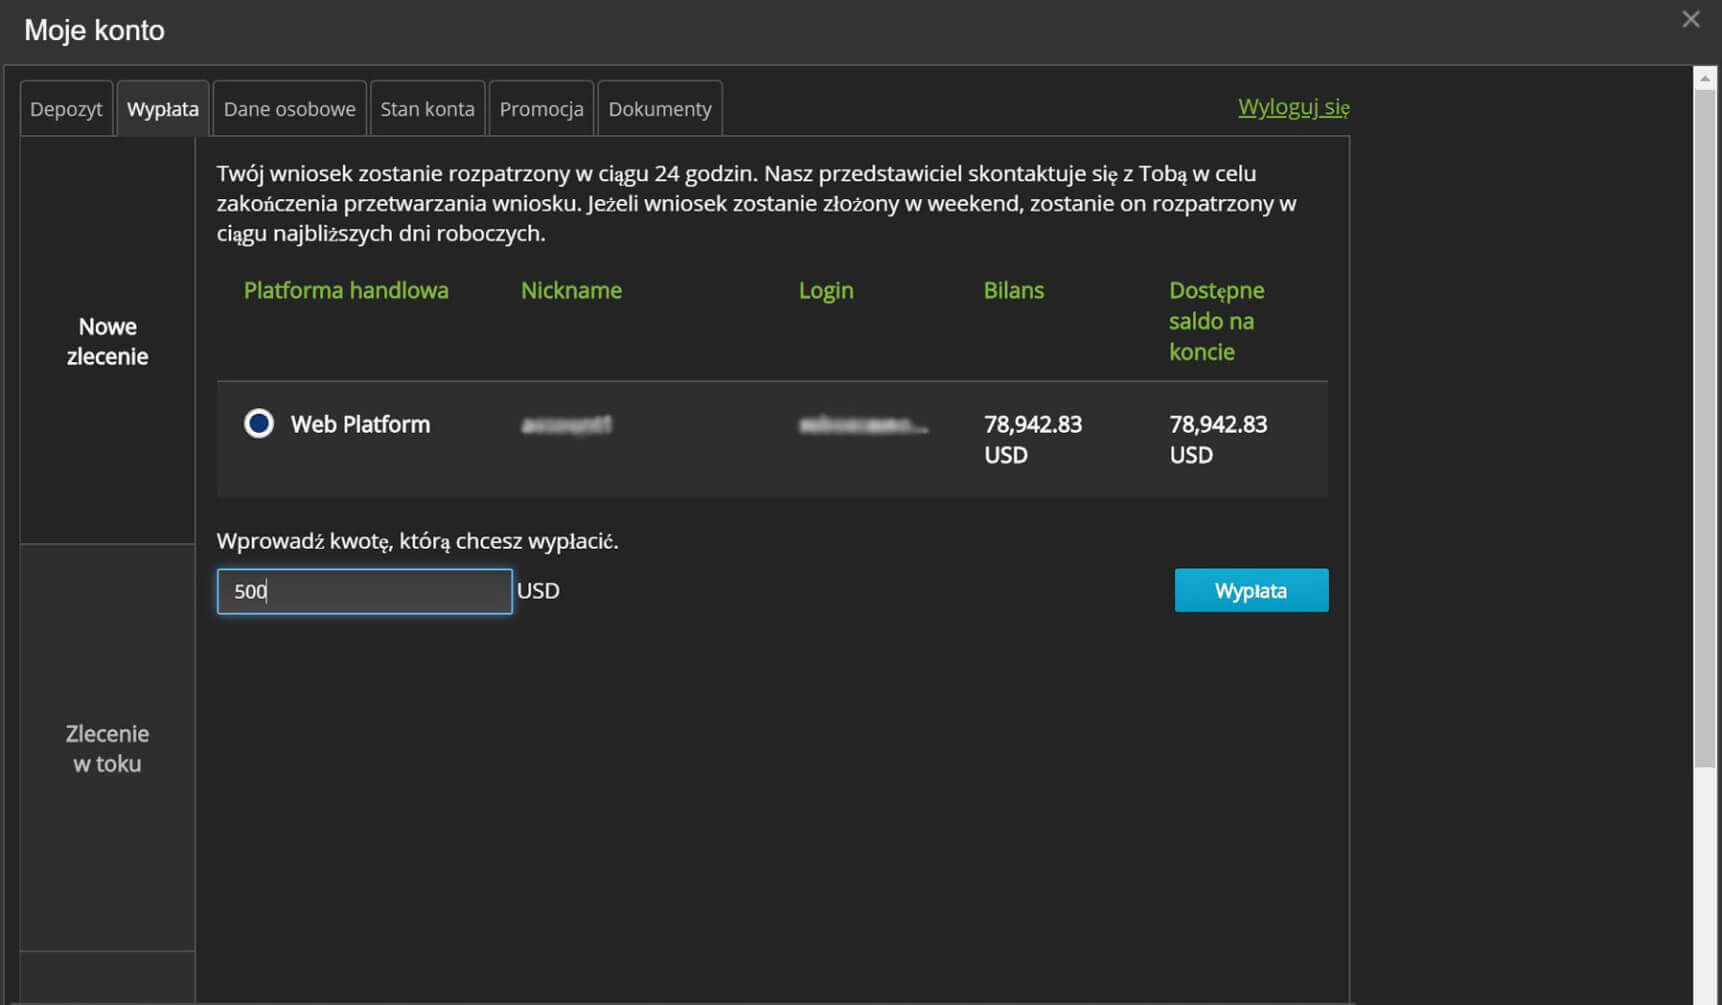 Moje konto
Depozyt
Wypłata
Dane osobowe
Stan konta
Promocja
Dokumenty
Wyloguj się
Twój wniosek zostanie rozpatrzony w ciągu 24 godzin. Nasz przedstawiciel skontaktuje się z Tobą w celu
zakończenia przetwarzania wniosku. Jeżeli wniosek zostanie złożony w weekend, zostanie on rozpatrzony w
ciągu najbliższych dni roboczych.
Nowe
zlecenie
Platforma handlowa
Nickname
Login
Bilans
Dostępne
saldo na
koncie
Web Platform
78,942.83
USD
78,942.83
USD
Wprowadź kwotę, którą chcesz wypłacić.
500
USD
Wypłata
Zlecenie
w toku